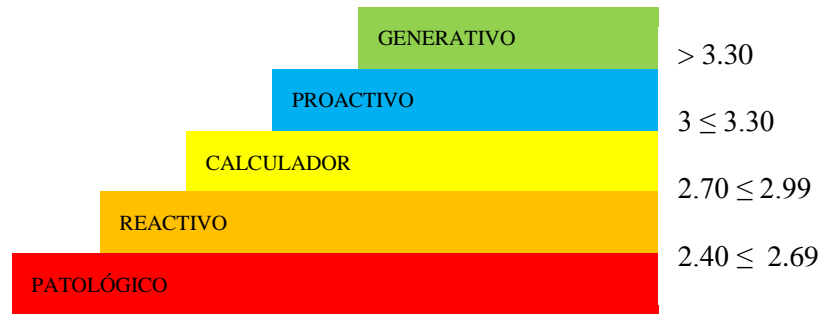 GENERATIVO
> 3.30
PROACTIVO
3 ≤ 3.30
CALCULADOR
2.70 ≤ 2.99
REACTIVO
2.40 ≤ 2.69
PATOLÓGICO